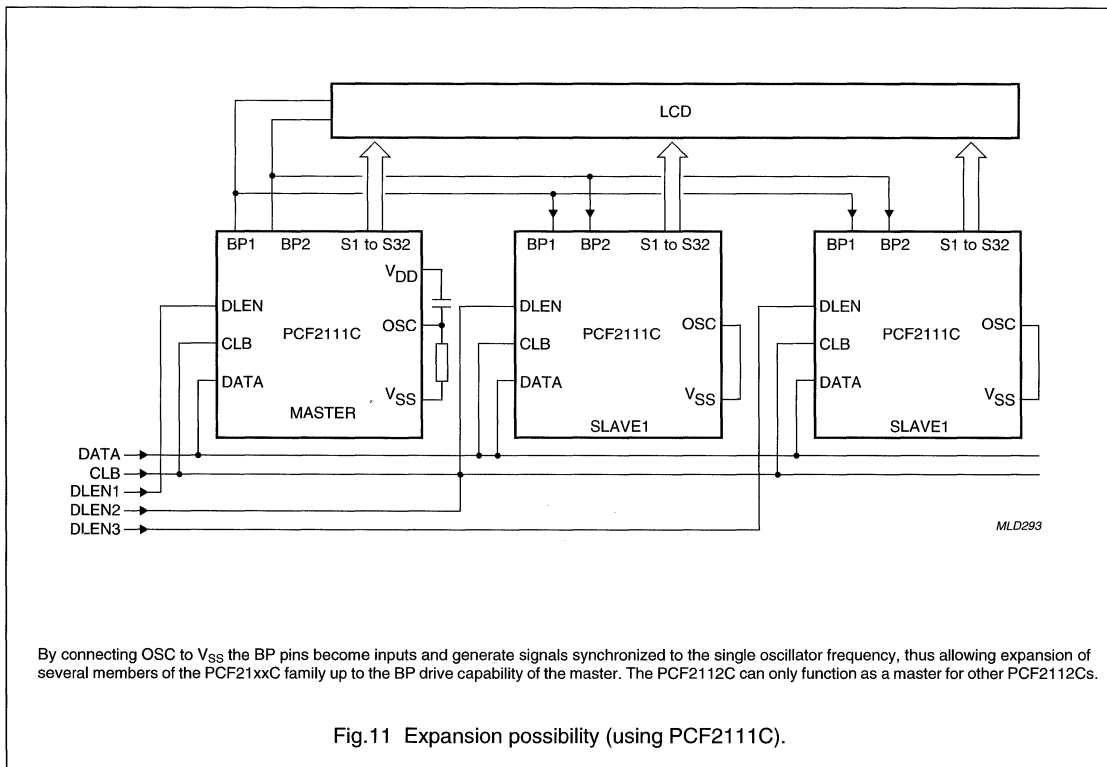 LCD
BP1 BP2 S1 to S32
VDD
DLEN
OSC
CLB
PCF2111C
DATA
VSS
MASTER
BP1 BP2 S1 to S32
DLEN
OSC
CLB
PCF2111C
DATA
VSS
SLAVE1
BP1 BP2 S1 to S32
DLEN
OSC
CLB
PCF2111C
DATA
VSS
SLAVE1
DATA
CLB
DLEN1
DLEN2
DLEN3
MLD293
By connecting OSC to VSS the BP pins become inputs and generate signals synchronized to the single oscillator frequency, thus allowing expansion of
several members of the PCF21xxC family up to the BP drive capability of the master. The PCF2112C can only function as a master for other PCF2112Cs.
Fig.11 Expansion possibility (using PCF2111C).